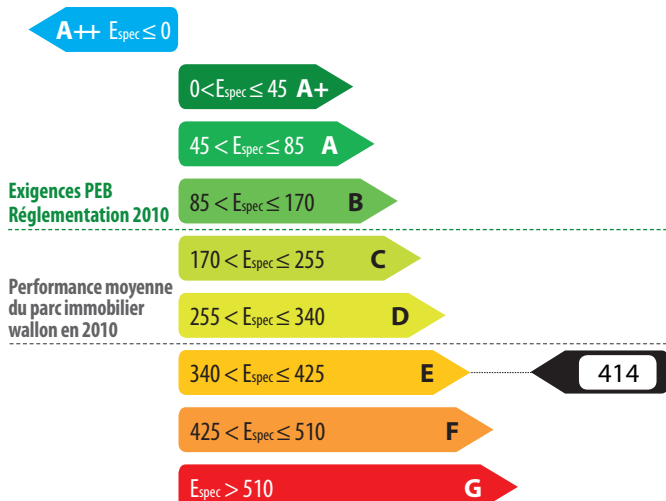 A++ Espec ≤ 0
0 < Espec ≤ 45 A+
45 < Espec ≤ 85 A
Exigences PEB
Réglementation 2010
85 < Espec ≤ 170 B
170 < Espec ≤ 255 C
Performance moyenne
du parc immobilier
wallon en 2010
255 < Espec ≤ 340 D
340 < Espec ≤ 425 E
414
425 < Espec ≤ 510 F
Espec > 510 G